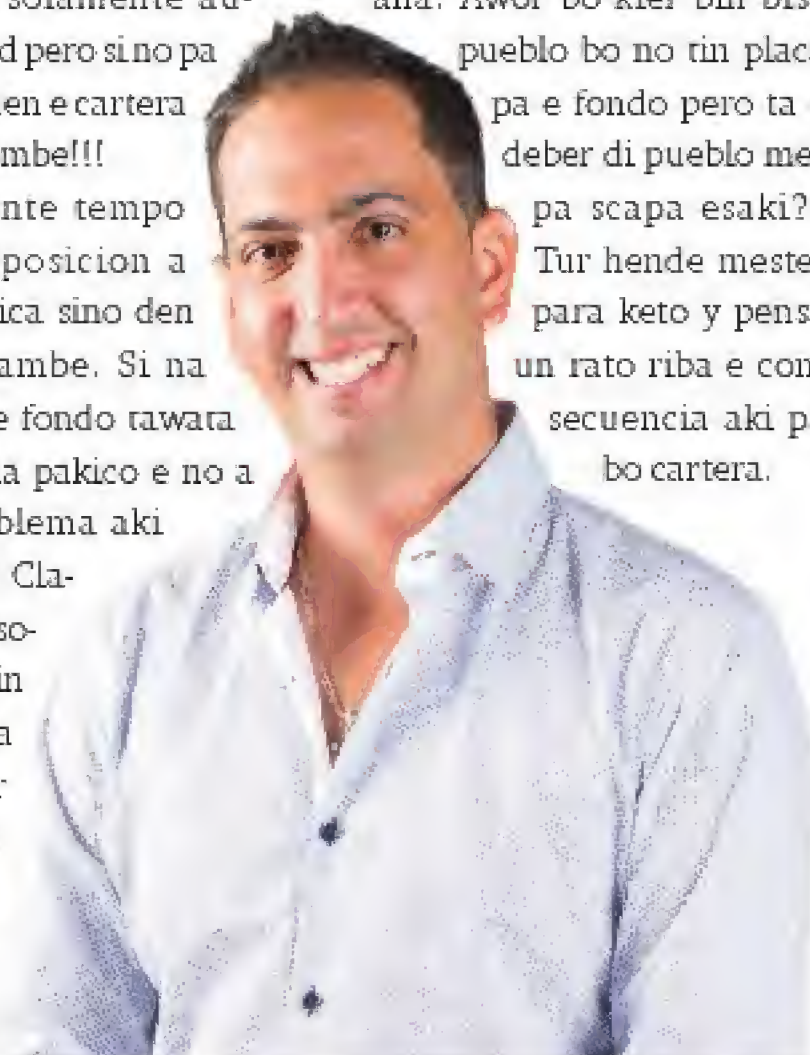 solamente au-
d pero si no pa
en e cartera
mbe!!!
nte tempo
posicion a
ica sino den
ambe. Si na
e fondo tawata
a pakico e no a
blema aki
Cla-
so-
in
a
r
ana. Awor bo kier bin bis
pueblo bo no tin plac
pa e fondo pero ta
deber di pueblo me
pa scapa esaki?
Tur hende meste
para keto y pens
un rato riba e con
secuencia aki p
bo cartera.